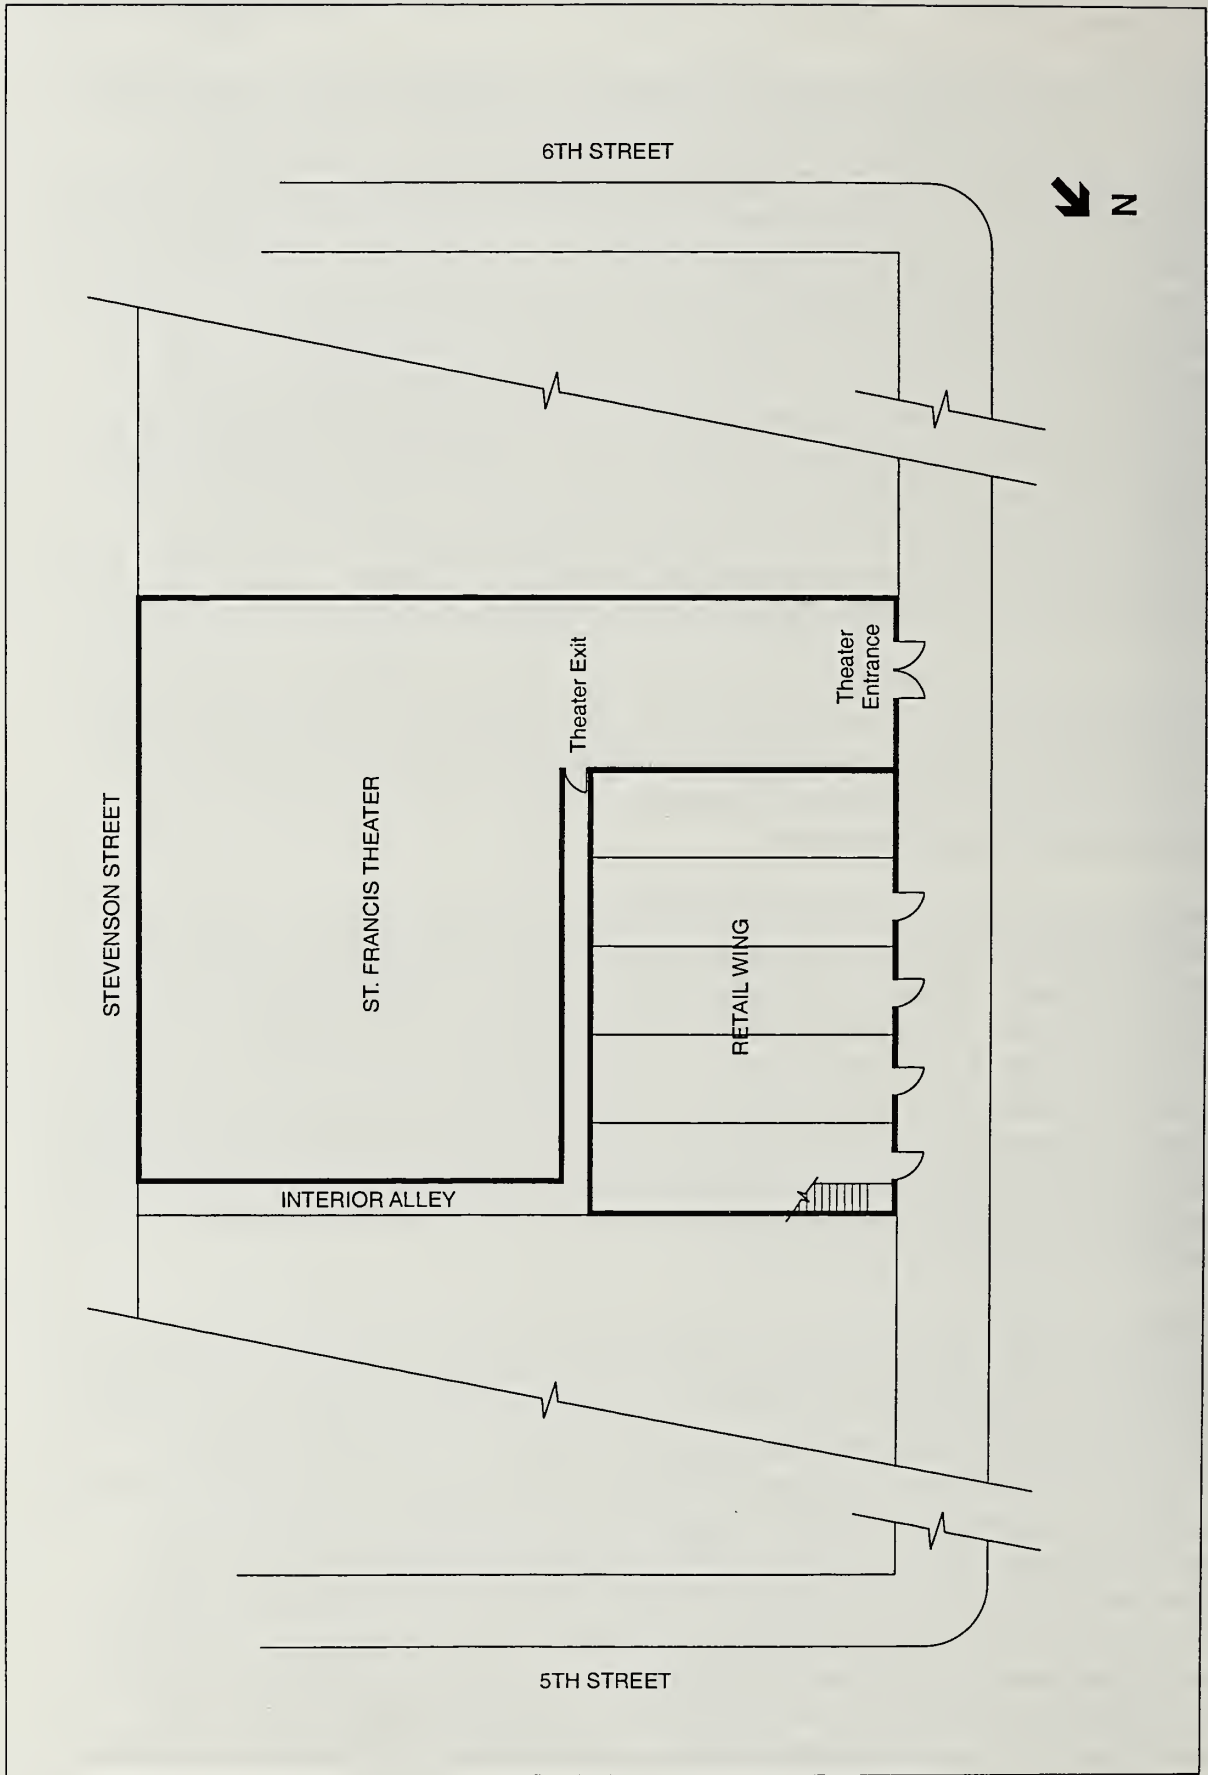 6TH STREET
N
Theater Exit
Theater
Entrance
STEVENSON STREET
ST. FRANCIS THEATER
RETAIL WING
INTERIOR ALLEY
5TH STREET